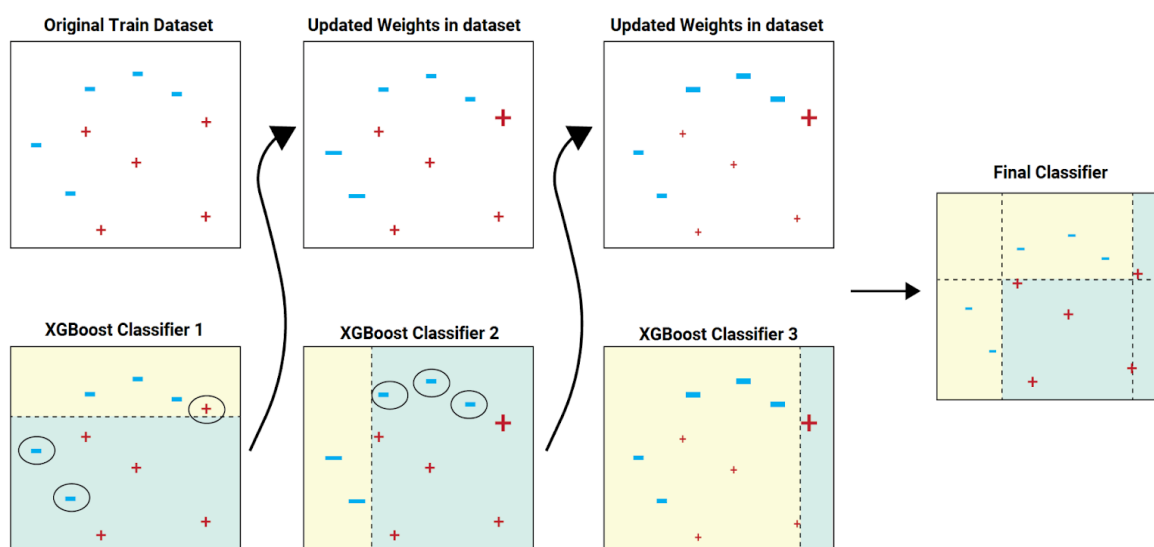 Original Train Dataset
Updated Weights in dataset
Updated Weights in dataset
Final Classifier
XGBoost Classifier 1
XGBoost Classifier 2
XGBoost Classifier 3